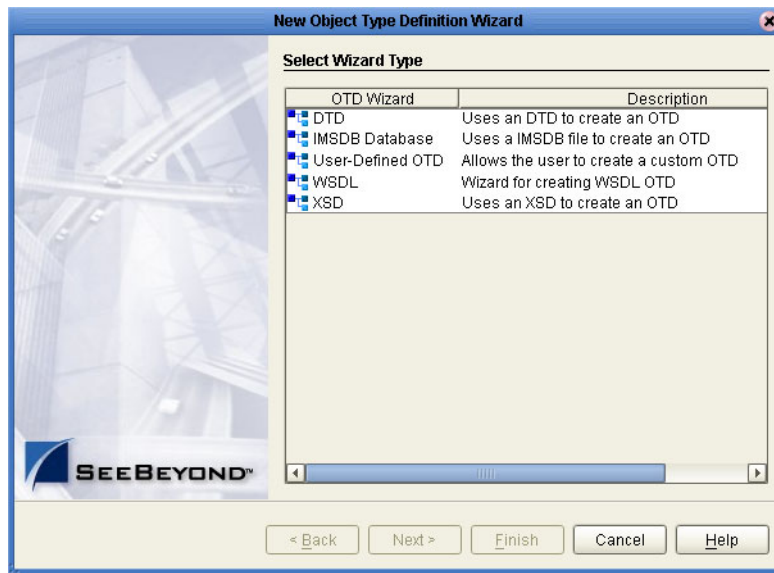 New Object Type Definition Wizard
Select Wizard Type
OTD Wizard Description
DTD Uses an DTD to create an OTD
IMSDB Database Uses a IMSDB file to create an OTD
User-Defined OTD Allows the user to create a custom OTD
WSDL Wizard for creating WSDL OTD
XSD Uses an XSD to create an OTD
SEEBEYOND™
< Back Next > Finish Cancel Help